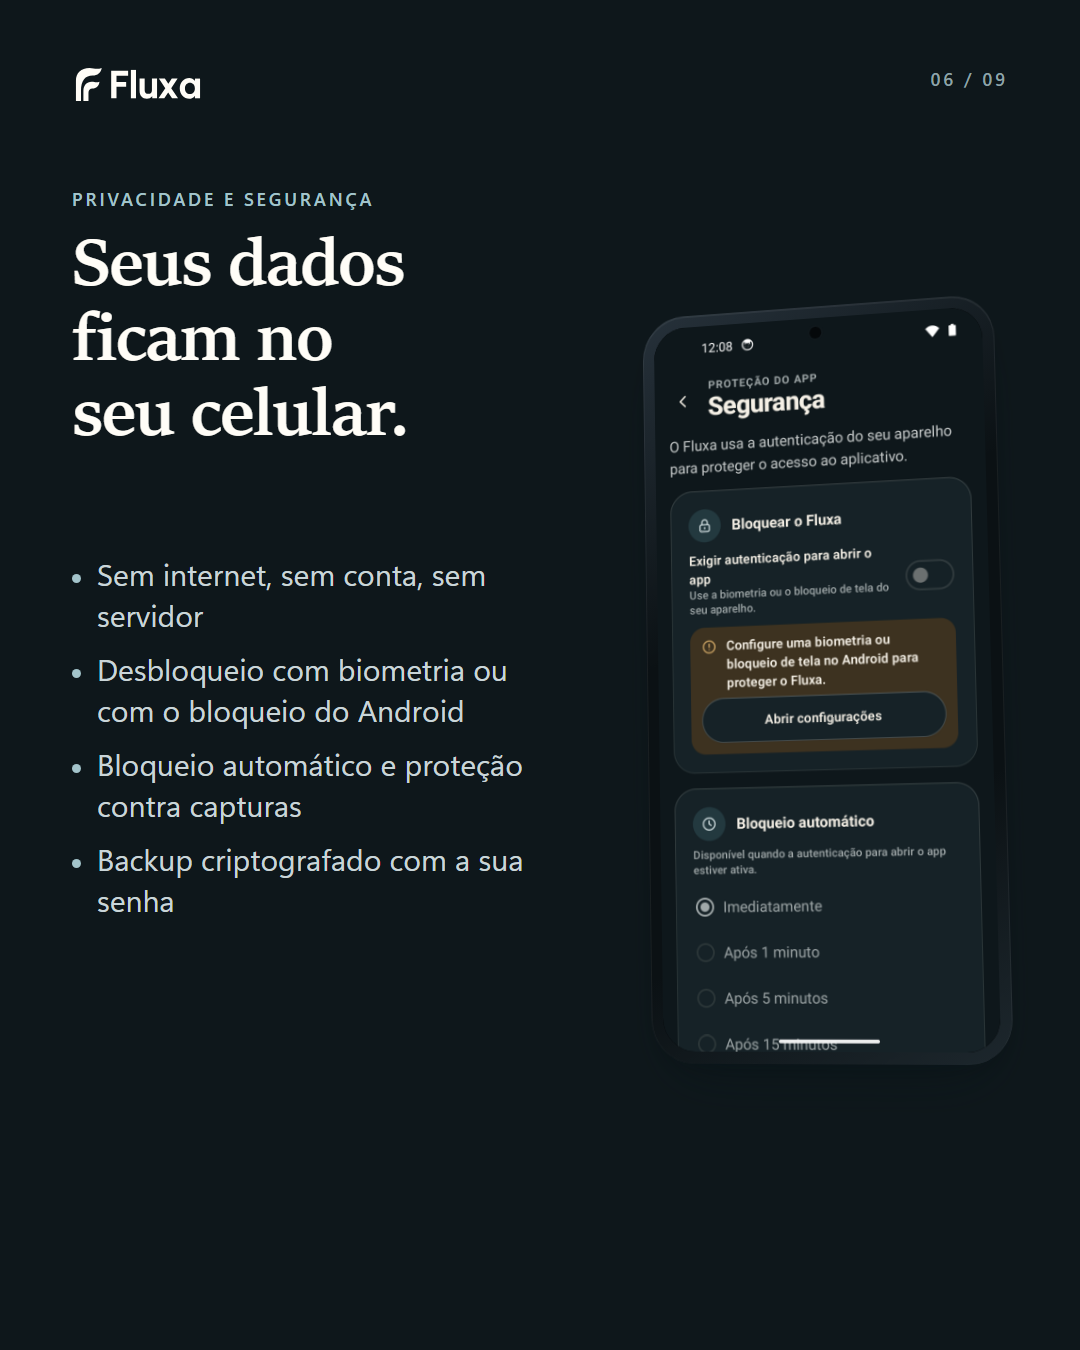 Fluxa
06 / 09
PRIVACIDADE E SEGURANÇA
Seus dados
ficam no
seu celular.
• Sem internet, sem conta, sem
servidor
• Desbloqueio com biometria ou
com o bloqueio do Android
• Bloqueio automático e proteção
contra capturas
• Backup criptografado com a sua
senha
12:08
PROTEÇÃO DO APP
Segurança
O Fluxa usa a autenticação do seu aparelho
para proteger o acesso ao aplicativo.
Bloquear o Fluxa
Exigir autenticação para abrir o
app
Use a biometria ou o bloqueio de tela do
seu aparelho.
Configure uma biometria ou
bloqueio de tela no Android para
proteger o Fluxa.
Abrir configurações
Bloqueio automático
Disponível quando a autenticação para abrir o app
estiver ativa.
Imediatamente
Após 1 minuto
Após 5 minutos
Após 15 minutos